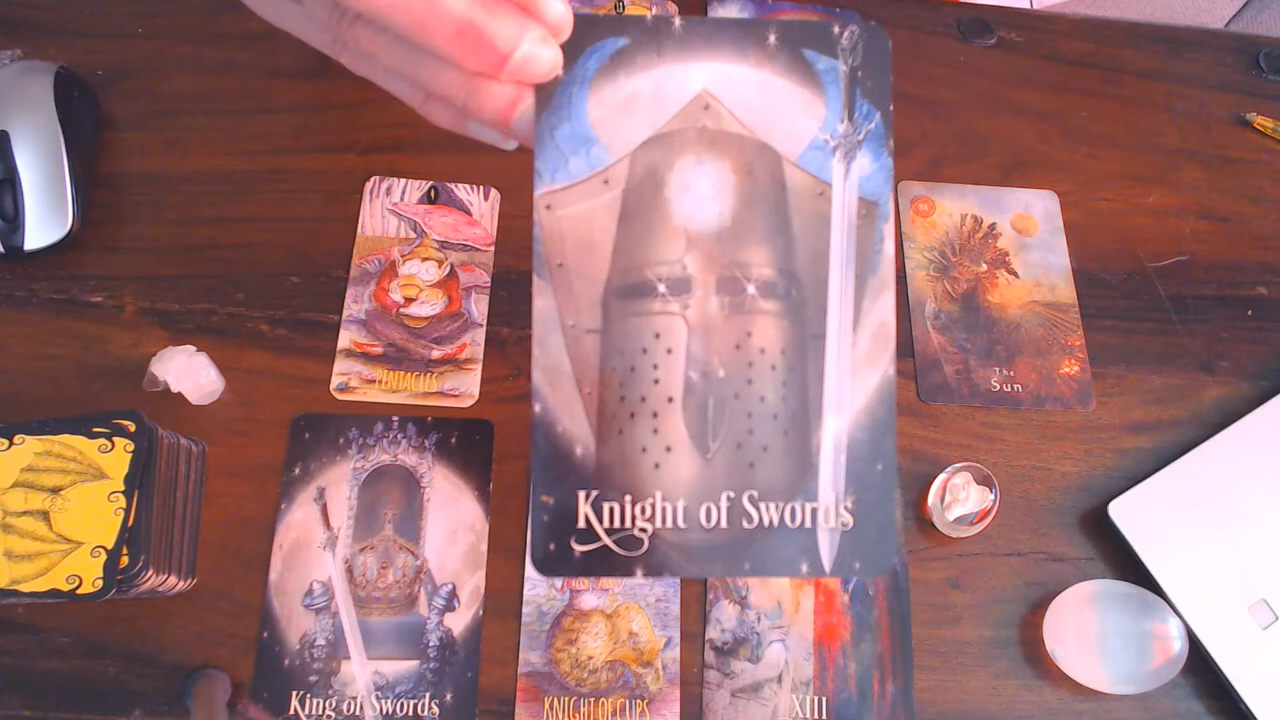 PENTACLES
Knight of Swords
The
Sun
King of Swords
KNIGHT OF CUPS
XIII